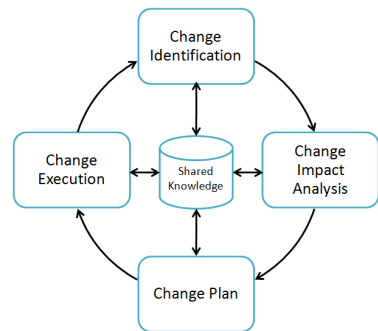 Change
Identification
Change
Execution
Shared
Knowledge
Change
Impact
Analysis
Change Plan